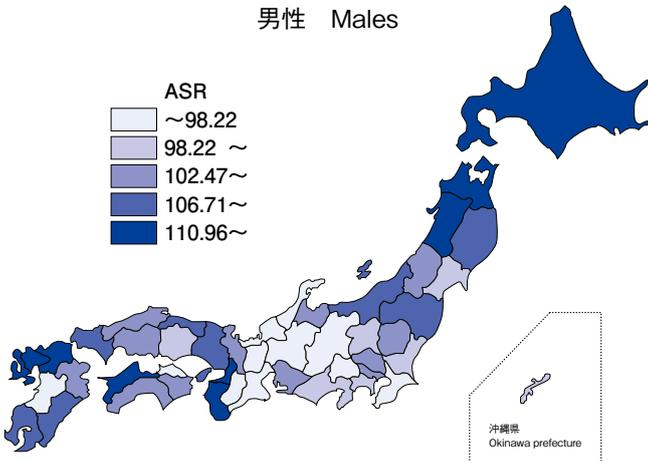 男性　Males
ASR
～98.22
98.22 ～
102.47～
106.71～
110.96～
沖縄県
Okinawa prefecture